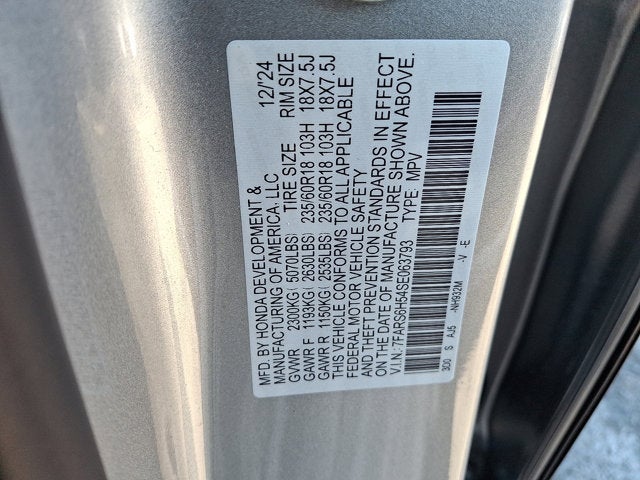 MFD. BY HONDA DEVELOPMENT & 12/'24
MANUFACTURING OF AMERICA, LLC
GVWR 2300KG( 5070LBS) TIRE SIZE RIM SIZE
GAWR F 1193KG( 2630LBS) 235/60R18 103H 18X7.5J
GAWR R 1150KG( 2535LBS) 235/60R18 103H 18X7.5J
THIS VEHICLE CONFORMS TO ALL APPLICABLE
FEDERAL MOTOR VEHICLE SAFETY
AND THEFT PREVENTION STANDARDS IN EFFECT
ON THE DATE OF MANUFACTURE SHOWN ABOVE.
V.I.N.:7FARS6H54SE063793 TYPE: MPV
S AJ5 -NH932M -V -E